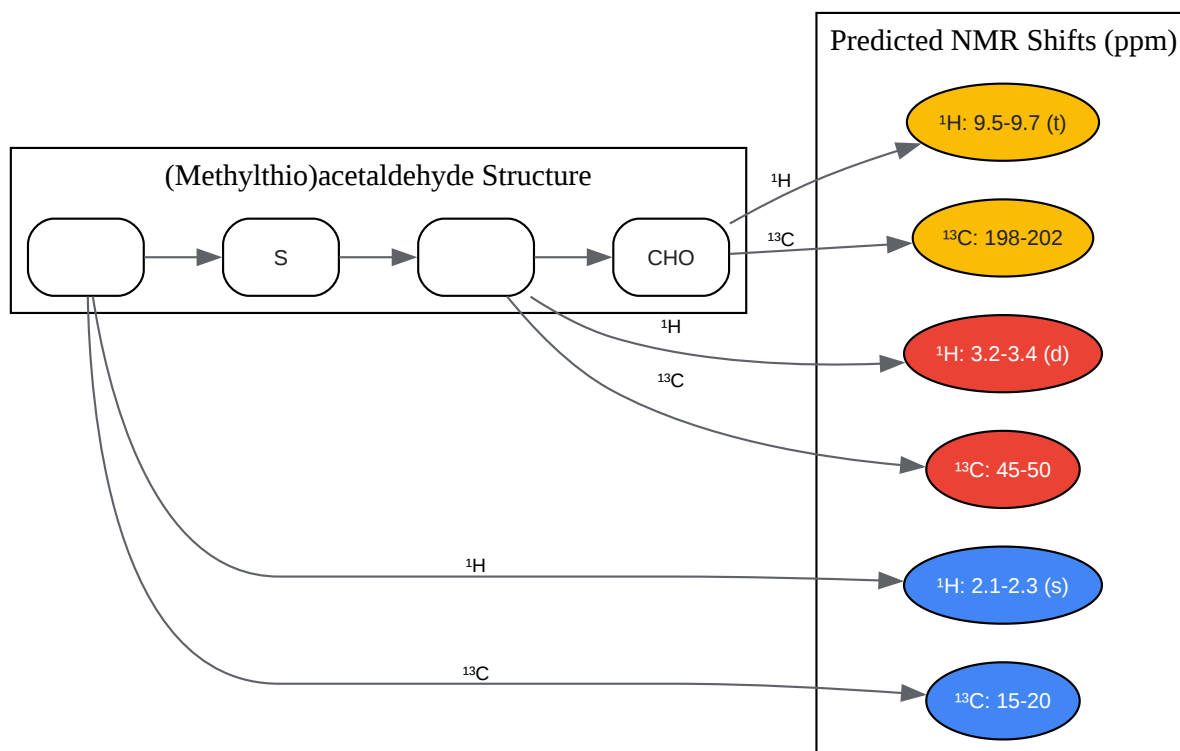 Predicted NMR Shifts (ppm)
¹H: 9.5-9.7 (t)
(Methylthio)acetaldehyde Structure
¹H
¹³C
¹³C: 198-202
S
CHO
¹H
¹H: 3.2-3.4 (d)
¹³C
¹³C: 45-50
¹H
¹H: 2.1-2.3 (s)
¹³C
¹³C: 15-20